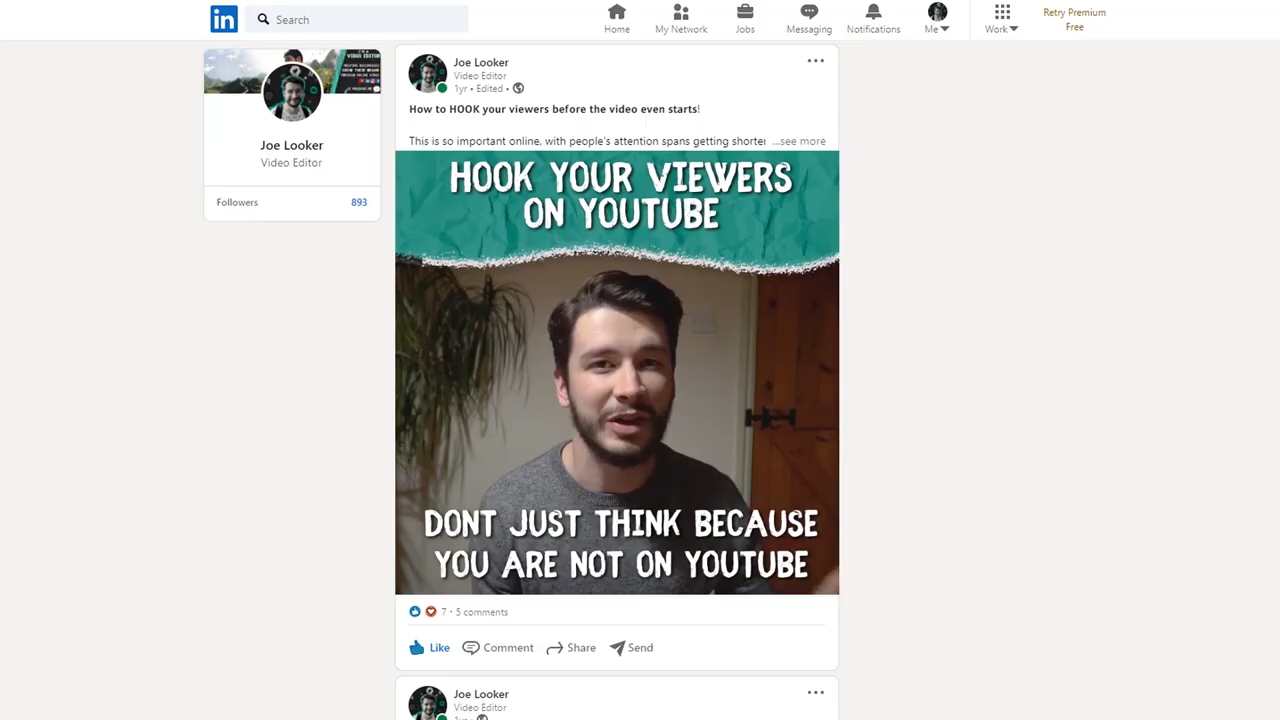 in
Search
Home
My Network
Jobs
Messaging
Notifications
Me
Work
Retry Premium
Free
Joe Looker
Video Editor
Followers 893
Joe Looker
Video Editor
1yr • Edited •
How to HOOK your viewers before the video even starts!
This is so important online, with people's attention spans getting shorter ...see more
HOOK YOUR VIEWERS
ON YOUTUBE
DONT JUST THINK BECAUSE
YOU ARE NOT ON YOUTUBE
7 • 5 comments
Like
Comment
Share
Send
Joe Looker
Video Editor